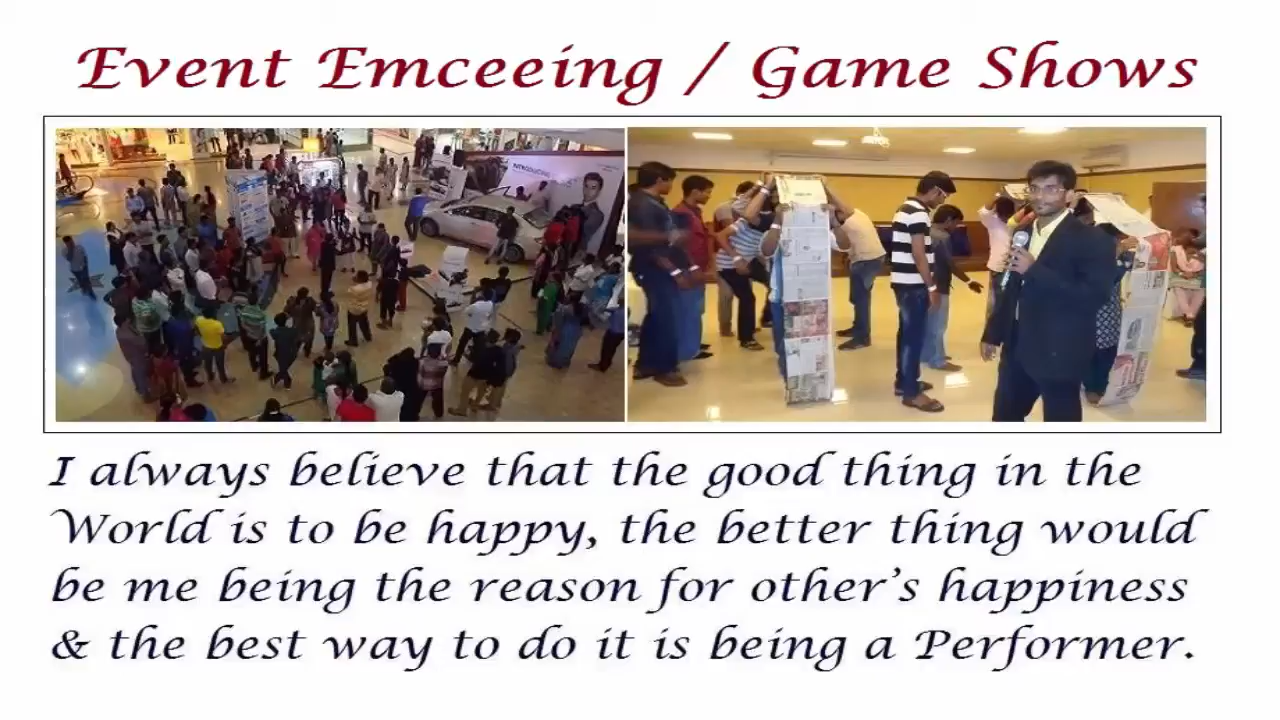 Event Emceeing / Game Shows
INTRODUCING
I always believe that the good thing in the
World is to be happy, the better thing would
be me being the reason for other's happiness
& the best way to do it is being a Performer.